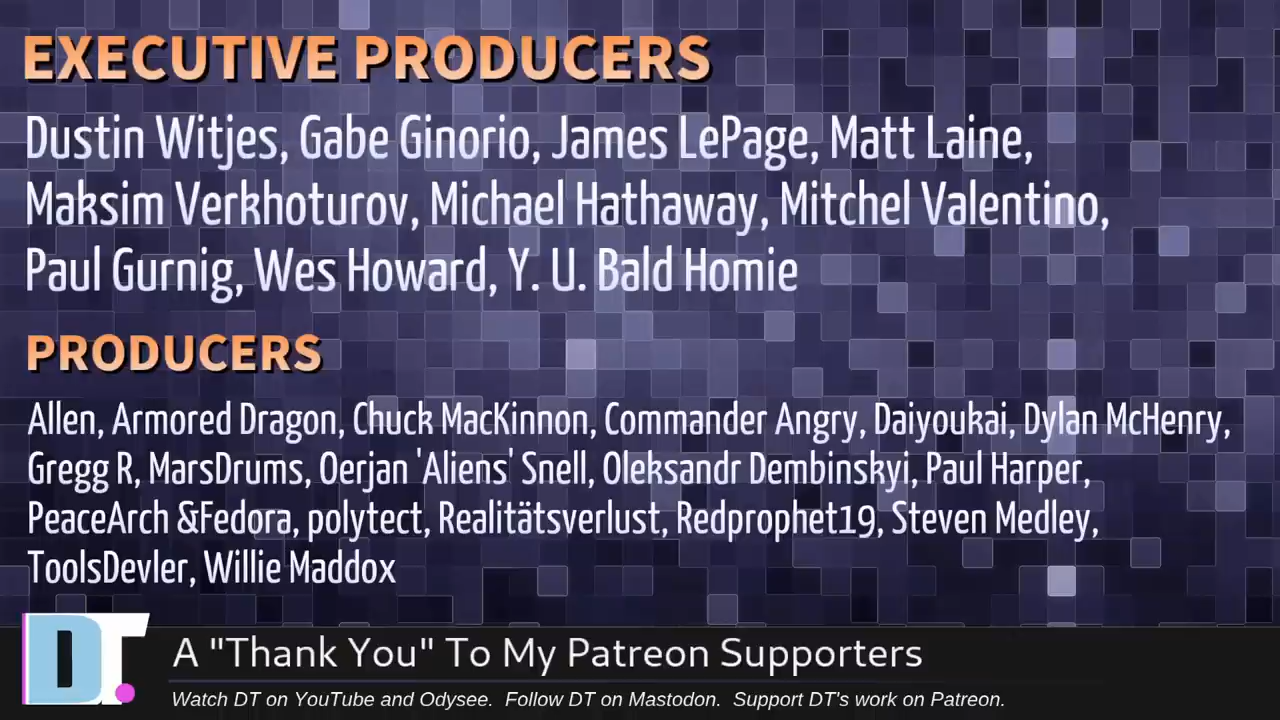 EXECUTIVE PRODUCERS
Dustin Witjes, Gabe Ginorio, James LePage, Matt Laine,
Maksim Verkhoturov, Michael Hathaway, Mitchel Valentino,
Paul Gurnig, Wes Howard, Y. U. Bald Homie
PRODUCERS
Allen, Armored Dragon, Chuck MacKinnon, Commander Angry, Daiyoukai, Dylan McHenry,
Gregg R, MarsDrums, Oerjan 'Aliens' Snell, Oleksandr Dembinskyi, Paul Harper,
PeaceArch &Fedora, polytect, Realitätsverlust, Redprophet19, Steven Medley,
ToolsDevler, Willie Maddox
DT
A "Thank You" To My Patreon Supporters
Watch DT on YouTube and Odysee. Follow DT on Mastodon. Support DT's work on Patreon.